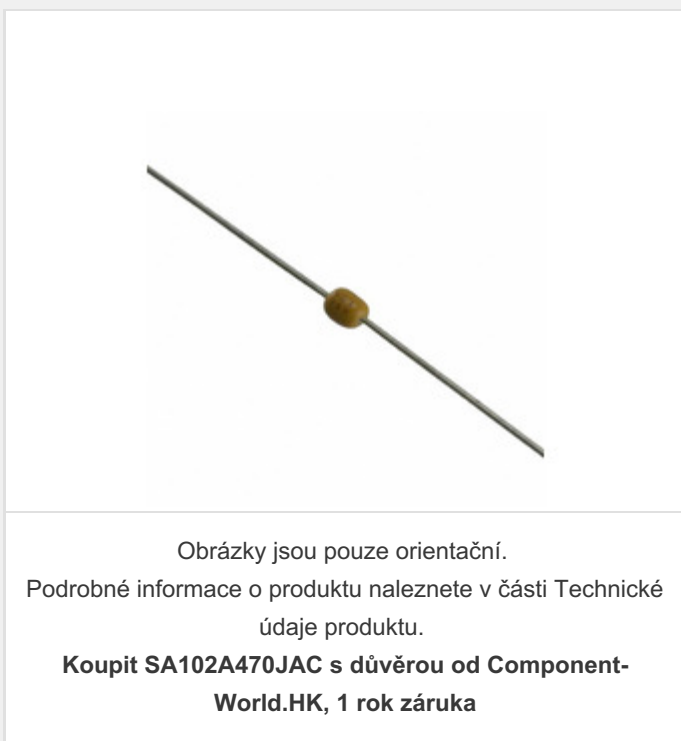 Obrázky jsou pouze orientační.
Podrobné informace o produktu naleznete v části Technické
údaje produktu.
Koupit SA102A470JAC s důvěrou od Component-
World.HK, 1 rok záruka